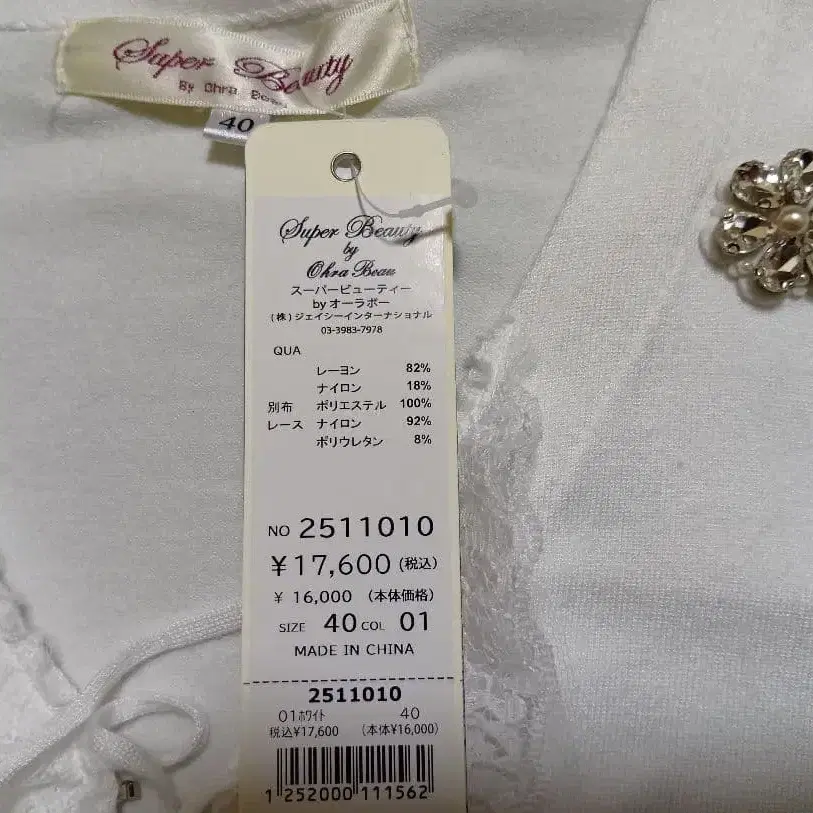 Super Beauty
By Ohra Beau
40
Super Beauty
by
Ohra Beau
スーパービューティー
by オーラボー
(株)ジェイシーインターナショナル
03-3983-7978
QUA
レーヨン 82%
ナイロン 18%
別布 ポリエステル 100%
レース ナイロン 92%
ポリウレタン 8%
NO 2511010
¥17,600 (税込)
¥ 16,000 (本体価格)
SIZE 40 COL 01
MADE IN CHINA
2511010
01ホワイト 40
税込¥17,600 (本体¥16,000)
1 252000 111562